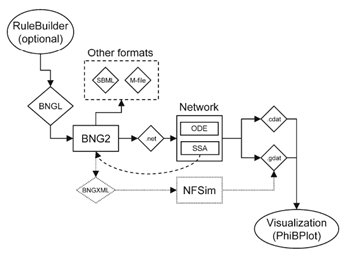 RuleBuilder
(optional)
Other formats
SBML
M-file
BNGL
Network
BNG2
.net
ODE
SSA
.cdat
.gdat
BNGXML
NFSim
Visualization
(PhiBPlot)